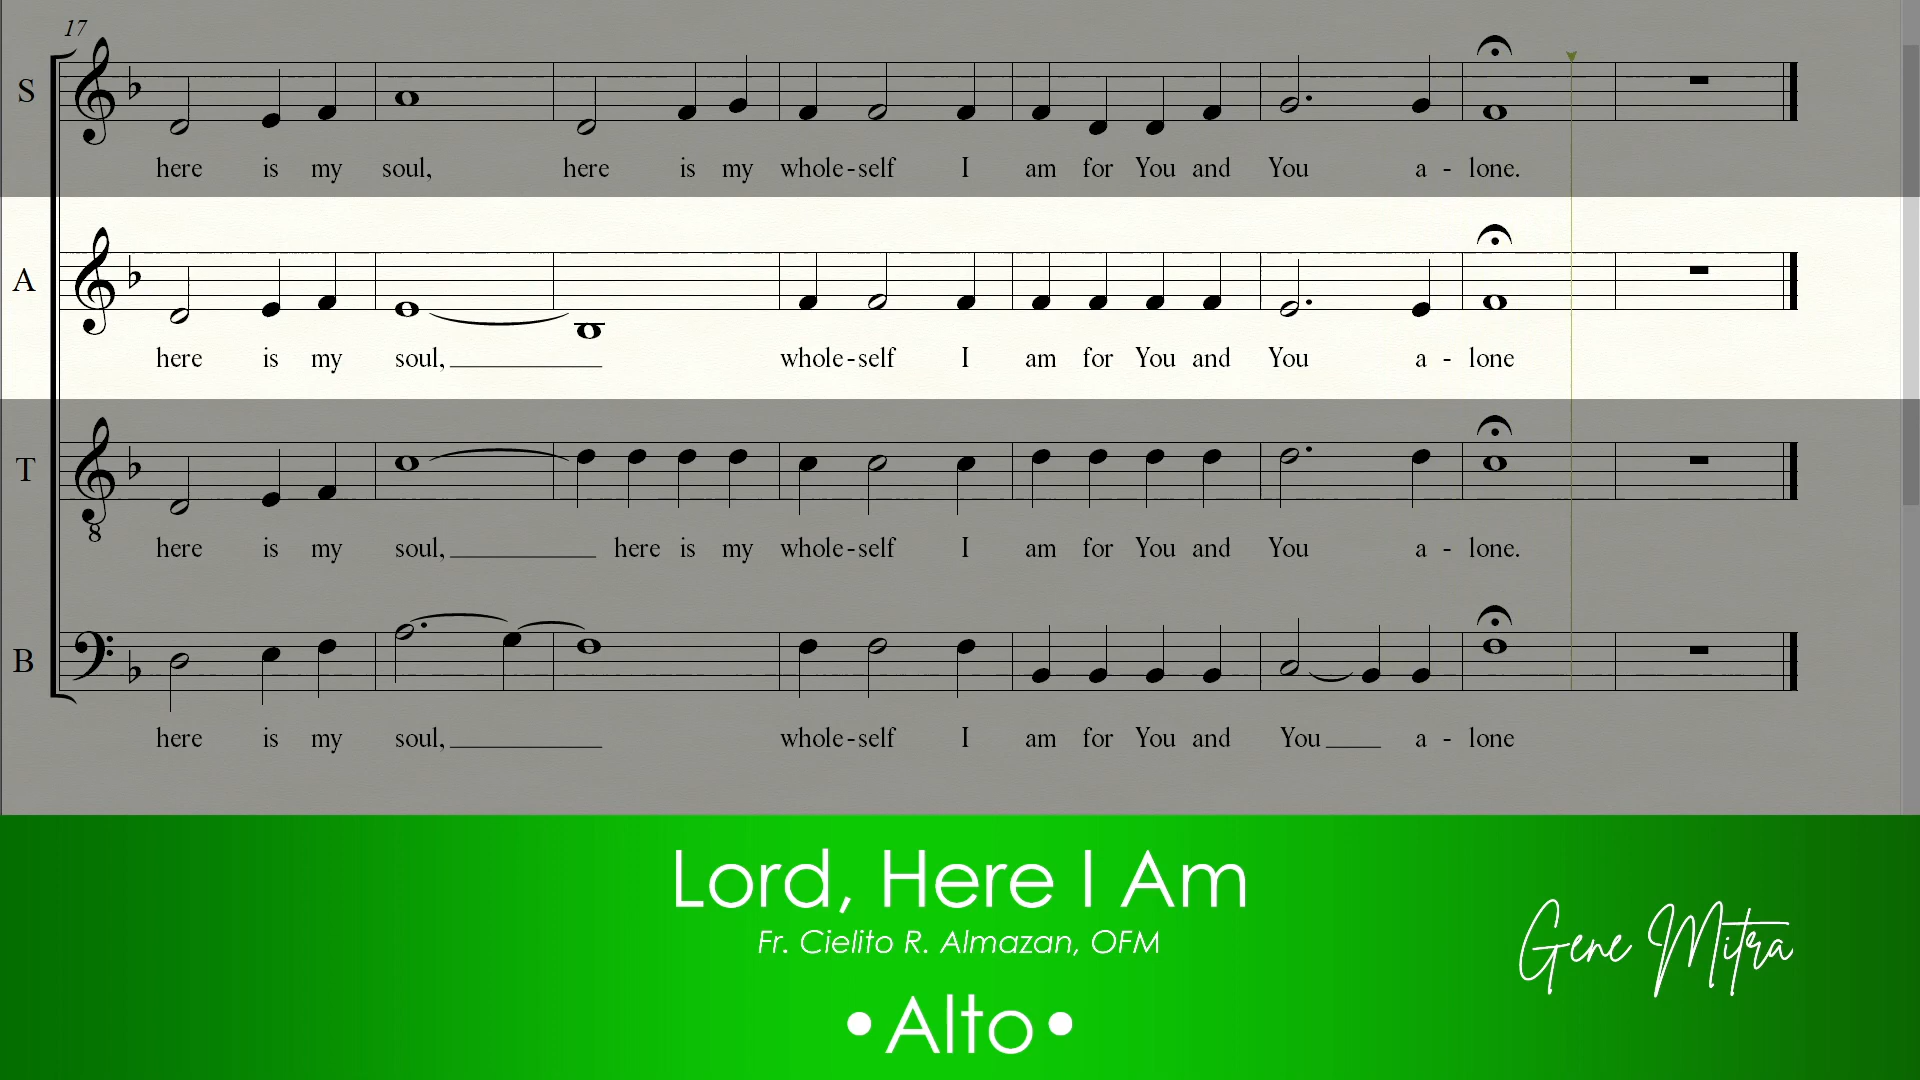 17
S
here is my soul, here is my whole-self I am for You and You a - lone.
A
here is my soul, whole-self I am for You and You a - lone
T
8
here is my soul, here is my whole-self I am for You and You a - lone.
B
here is my soul, whole-self I am for You and You a - lone
Lord, Here I Am
Fr. Cielito R. Almazan, OFM
•Alto•
Gene Mitra